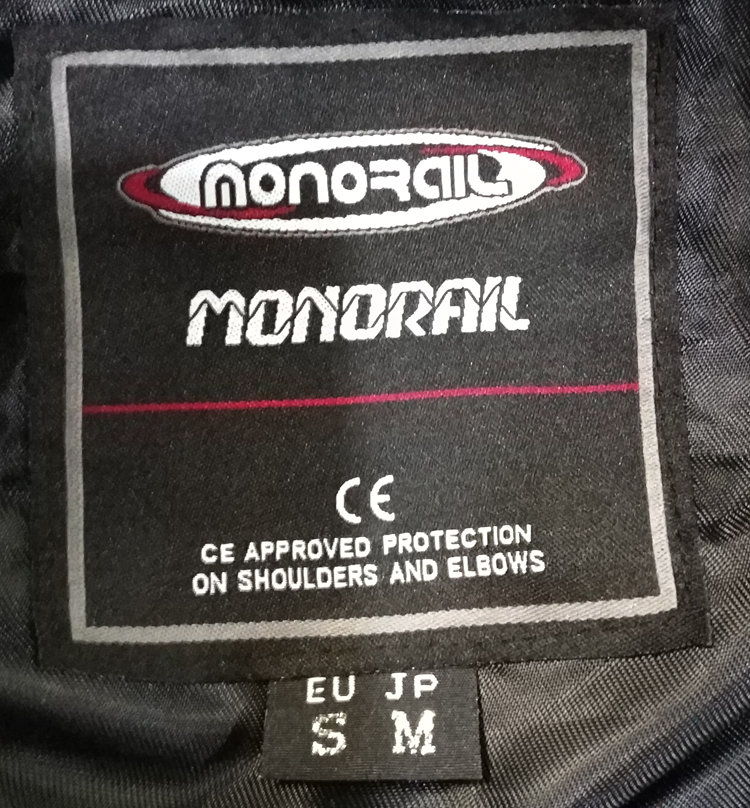 monorail
MONORAIL
CE
CE APPROVED PROTECTION
ON SHOULDERS AND ELBOWS
EU JP
S M